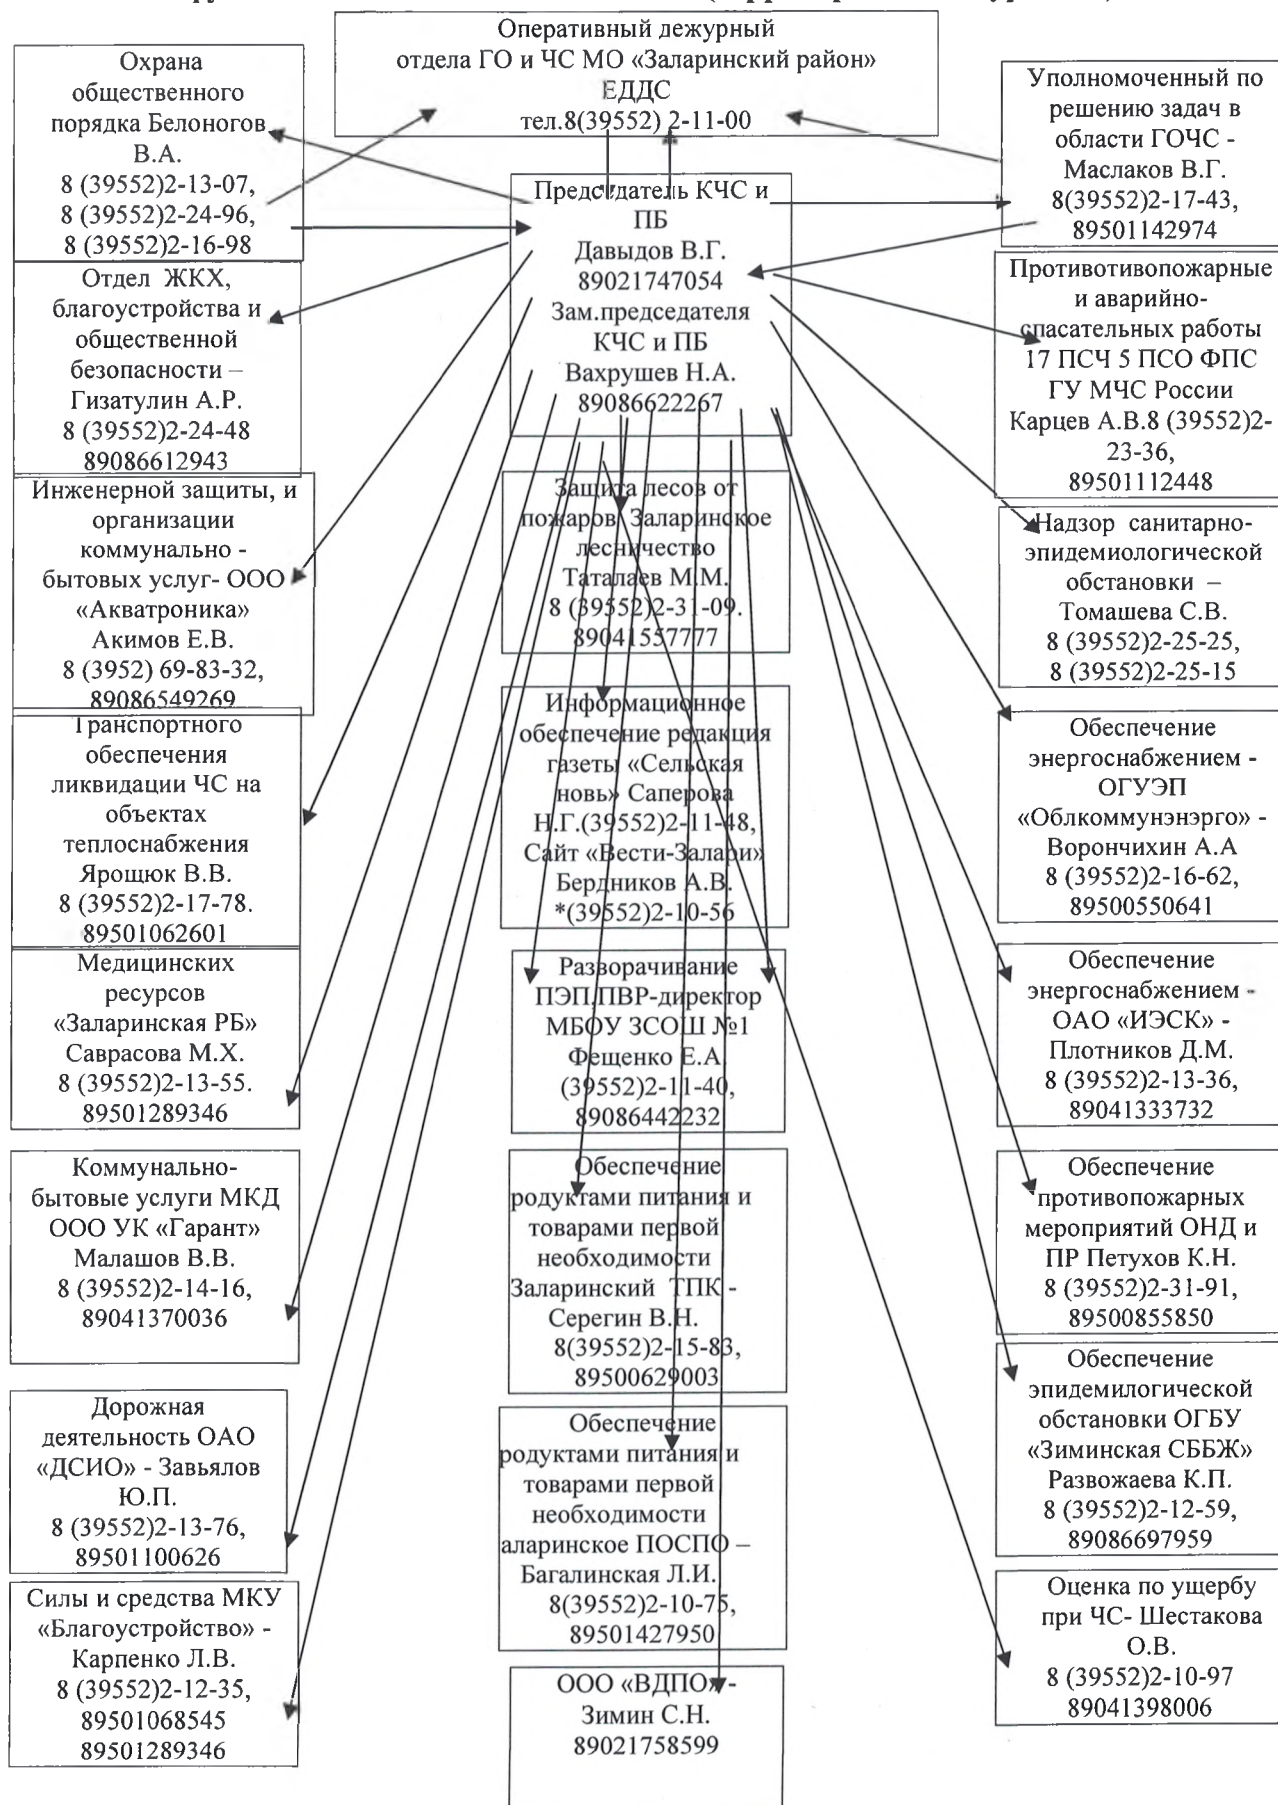 Оперативный дежурный
отдела ГО и ЧС МО «Заларинский район»
ЕДДС
тел.8(39552) 2-11-00
Охрана
общественного
порядка Белоногов
В.А.
8 (39552)2-13-07,
8 (39552)2-24-96,
8 (39552)2-16-98
Отдел ЖКХ,
благоустройства и
общественной
безопасности –
Гизатулин А.Р.
8 (39552)2-24-48
89086612943
Инженерной защиты, и
организации
коммунально -
бытовых услуг- ООО
«Акватроника»
Акимов Е.В.
8 (3952) 69-83-32,
89086549269
Транспортного
обеспечения
ликвидации ЧС на
объектах
теплоснабжения
Ярощюк В.В.
8 (39552)2-17-78.
89501062601
Медицинских
ресурсов
«Заларинская РБ»
Саврасова М.Х.
8 (39552)2-13-55.
89501289346
Коммунально-
бытовые услуги МКД
ООО УК «Гарант»
Малашов В.В.
8 (39552)2-14-16,
89041370036
Дорожная
деятельность ОАО
«ДСИО» - Завьялов
Ю.П.
8 (39552)2-13-76,
89501100626
Силы и средства МКУ
«Благоустройство» -
Карпенко Л.В.
8 (39552)2-12-35,
89501068545
89501289346
Председатель КЧС и
ПБ
Давыдов В.Г.
89021747054
Зам.председателя
КЧС и ПБ
Вахрушев Н.А.
89086622267
Защита лесов от
пожаров Заларинское
лесничество
Таталаев М.М.
8 (39552)2-31-09.
89041557777
Информационное
обеспечение редакция
газеты «Сельская
новь» Саперова
Н.Г.(39552)2-11-48,
Сайт «Вести-Залари»
Бердников А.В.
*(39552)2-10-56
Разворачивание
ПЭП,ПВР-директор
МБОУ ЗСОШ №1
Фещенко Е.А.
(39552)2-11-40,
89086442232
Обеспечение
родуктами питания и
товарами первой
необходимости
Заларинский ТПК -
Серегин В.Н.
8(39552)2-15-83,
89500629003
Обеспечение
родуктами питания и
товарами первой
необходимости
аларинское ПОСПО –
Багалинская Л.И.
8(39552)2-10-75,
89501427950
ООО «ВДПО» -
Зимин С.Н.
89021758599
Уполномоченный по
решению задач в
области ГОЧС -
Маслаков В.Г.
8(39552)2-17-43,
89501142974
Противотивопожарные
и аварийно-
спасательных работы
17 ПСЧ 5 ПСО ФПС
ГУ МЧС России
Карцев А.В.8 (39552)2-
23-36,
89501112448
Надзор санитарно-
эпидемиологической
обстановки –
Томашева С.В.
8 (39552)2-25-25,
8 (39552)2-25-15
Обеспечение
энергоснабжением -
ОГУЭП
«Облкоммунэнэрго» -
Ворончихин А.А
8 (39552)2-16-62,
89500550641
Обеспечение
энергоснабжением -
ОАО «ИЭСК» -
Плотников Д.М.
8 (39552)2-13-36,
89041333732
Обеспечение
противопожарных
мероприятий ОНД и
ПР Петухов К.Н.
8 (39552)2-31-91,
89500855850
Обеспечение
эпидемилогической
обстановки ОГБУ
«Зиминская СББЖ»
Развожаева К.П.
8 (39552)2-12-59,
89086697959
Оценка по ущербу
при ЧС- Шестакова
О.В.
8 (39552)2-10-97
89041398006